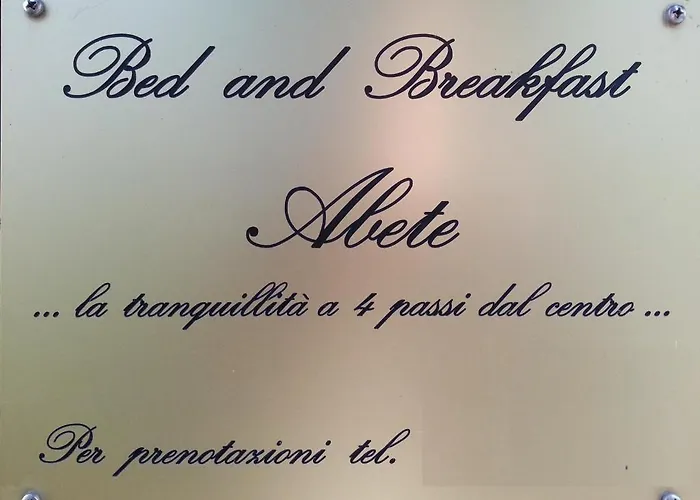 Bed and Breakfast
Abete
... la tranquillità a 4 passi dal centro ...
Per prenotazioni tel.